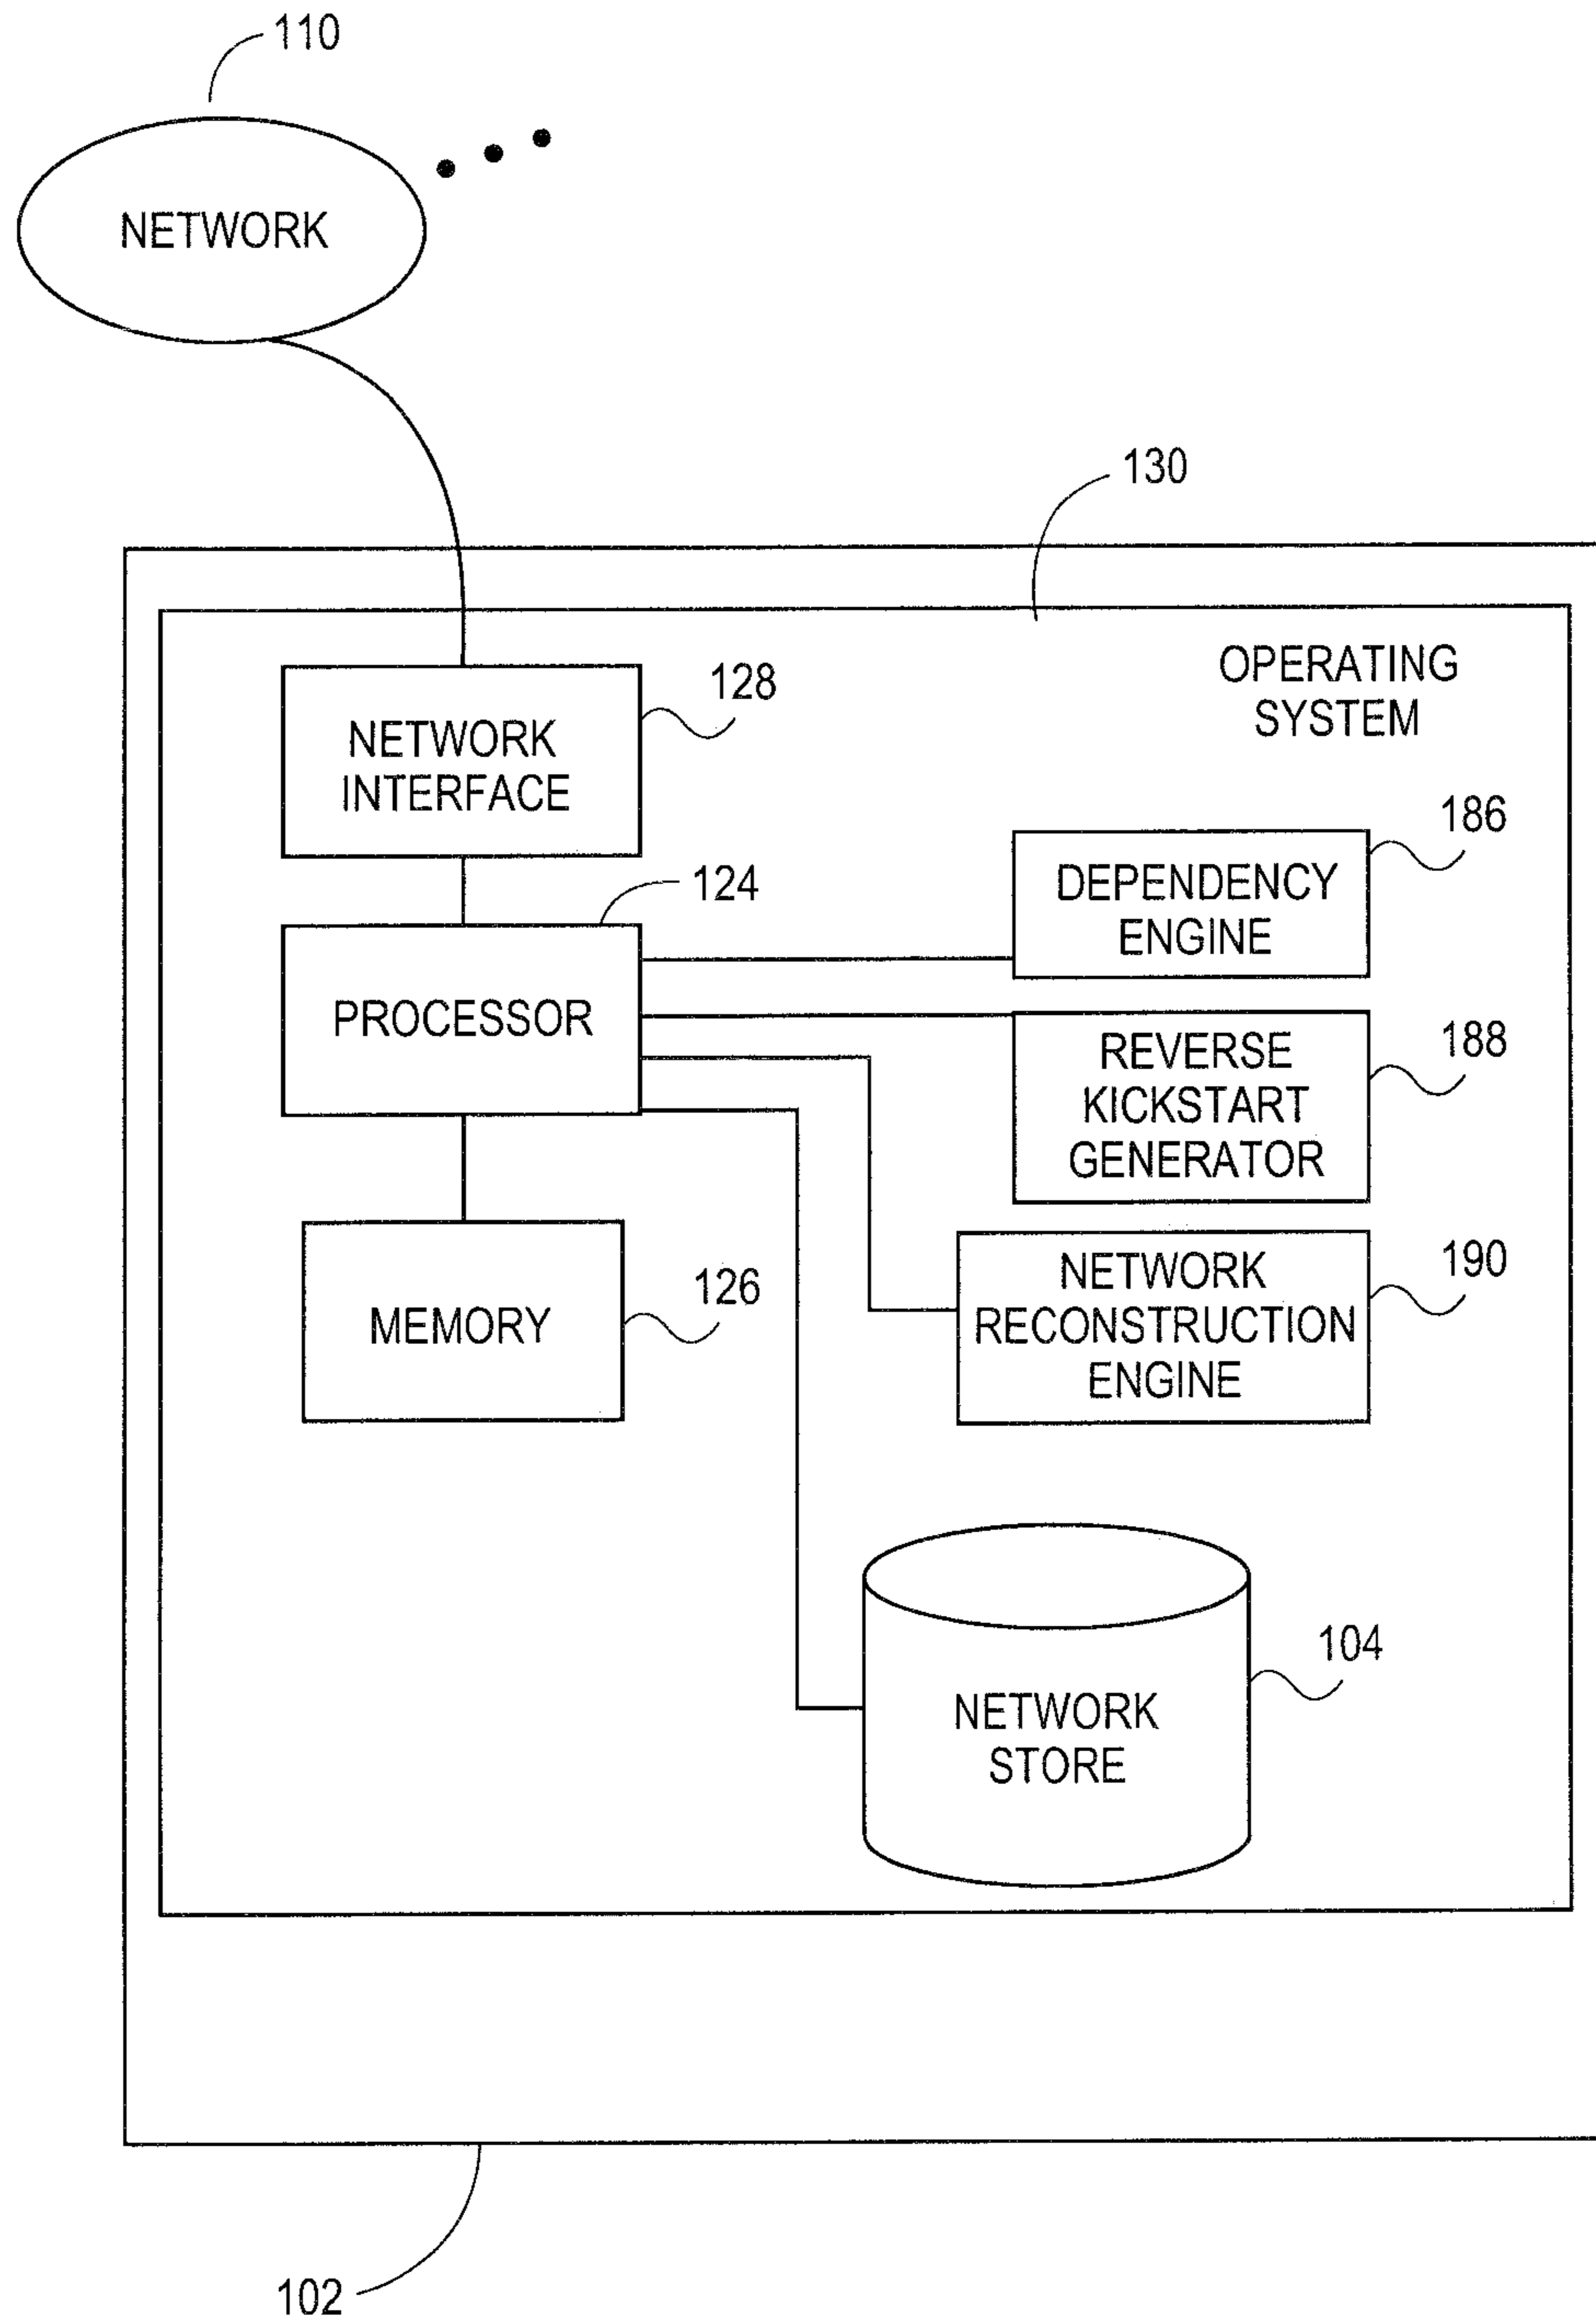 110
NETWORK
130
OPERATING
SYSTEM
128
NETWORK
INTERFACE
186
DEPENDENCY
ENGINE
124
PROCESSOR
188
REVERSE
KICKSTART
GENERATOR
190
NETWORK
RECONSTRUCTION
ENGINE
126
MEMORY
104
NETWORK
STORE
102